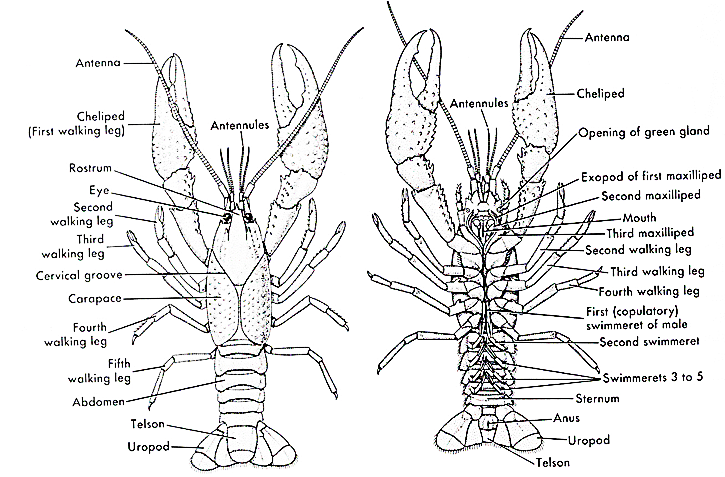 Antenna
Cheliped
(First walking leg)
Antennules
Rostrum
Eye
Second
walking leg
Third
walking leg
Cervical groove
Carapace
Fourth
walking leg
Fifth
walking leg
Abdomen
Telson
Uropod
Antenna
Cheliped
Antennules
Opening of green gland
Exopod of first maxilliped
Second maxilliped
Mouth
Third maxilliped
Second walking leg
Third walking leg
Fourth walking leg
First (copulatory)
swimmeret of male
Second swimmeret
Swimmerets 3 to 5
Sternum
Anus
Uropod
Telson